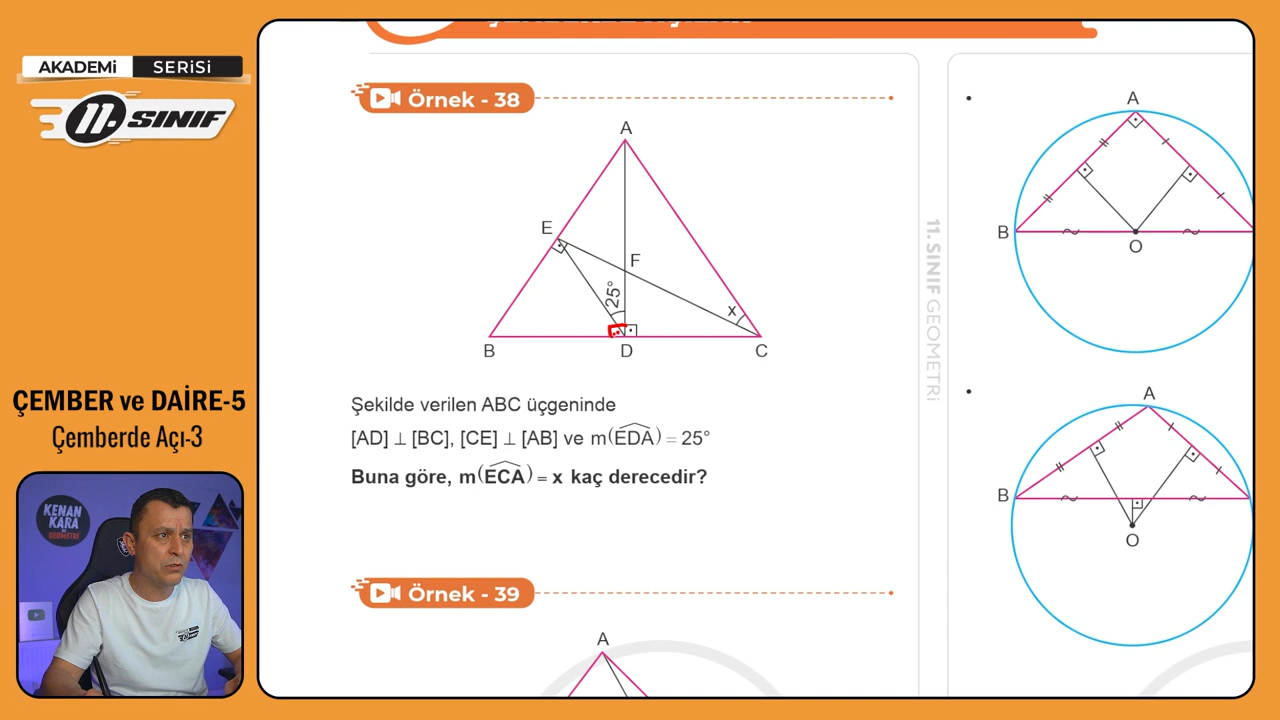 AKADEMİ SERİSİ
11. SINIF
ÇEMBER ve DAİRE-5
Çemberde Açı-3
KENAN
KARA
GEOMETRİ
Örnek - 38
A
E
F
25°
x
B
D
C
Şekilde verilen ABC üçgeninde
[AD] ⊥ [BC], [CE] ⊥ [AB] ve m(EDA) = 25°
Buna göre, m(ECA) = x kaç derecedir?
Örnek - 39
A
11. SINIF GEOMETRİ
A
B
O
A
B
O